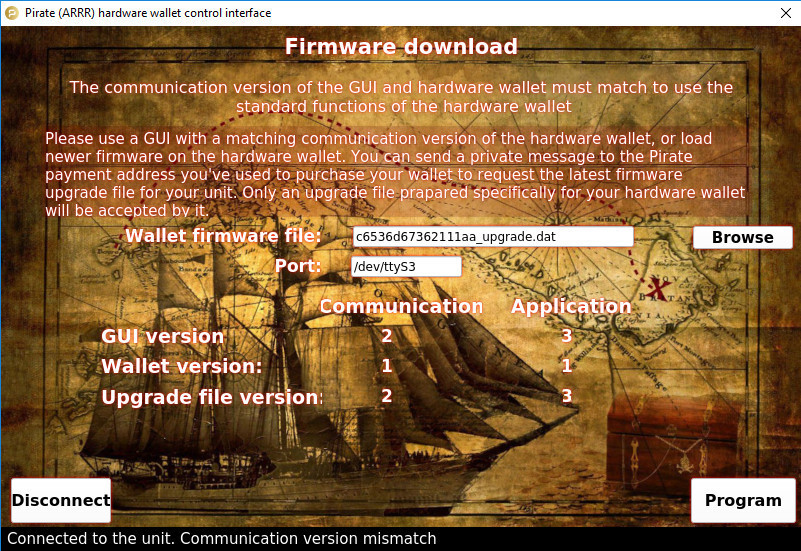 Pirate (ARRR) hardware wallet control interface
Firmware download
The communication version of the GUI and hardware wallet must match to use the
standard functions of the hardware wallet
Please use a GUI with a matching communication version of the hardware wallet, or load
newer firmware on the hardware wallet. You can send a private message to the Pirate
payment address you've used to purchase your wallet to request the latest firmware
upgrade file for your unit. Only an upgrade file prapared specifically for your hardware wallet
will be accepted by it.
Wallet firmware file: c6536d67362111aa_upgrade.dat Browse
Port: /dev/ttyS3
Communication Application
GUI version 2 3
Wallet version: 1 1
Upgrade file version: 2 3
Disconnect Program
Connected to the unit. Communication version mismatch